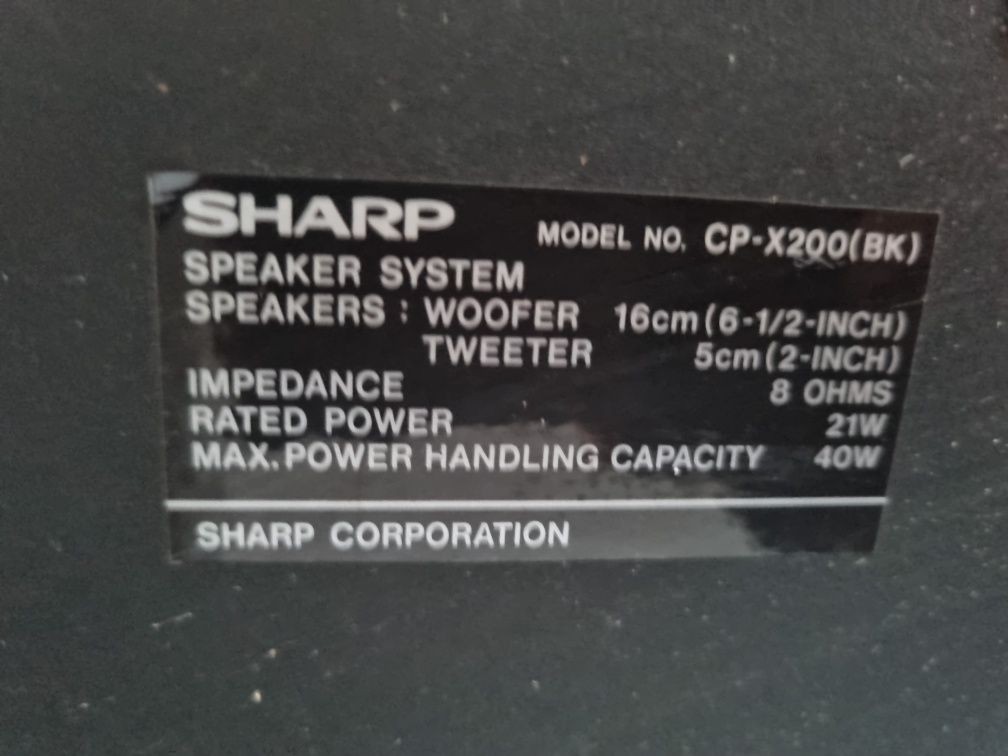 SHARP MODEL NO. CP-X200(BK)
SPEAKER SYSTEM
SPEAKERS : WOOFER 16cm(6-1/2-INCH)
TWEETER 5cm(2-INCH)
IMPEDANCE 8 OHMS
RATED POWER 21W
MAX. POWER HANDLING CAPACITY 40W
SHARP CORPORATION